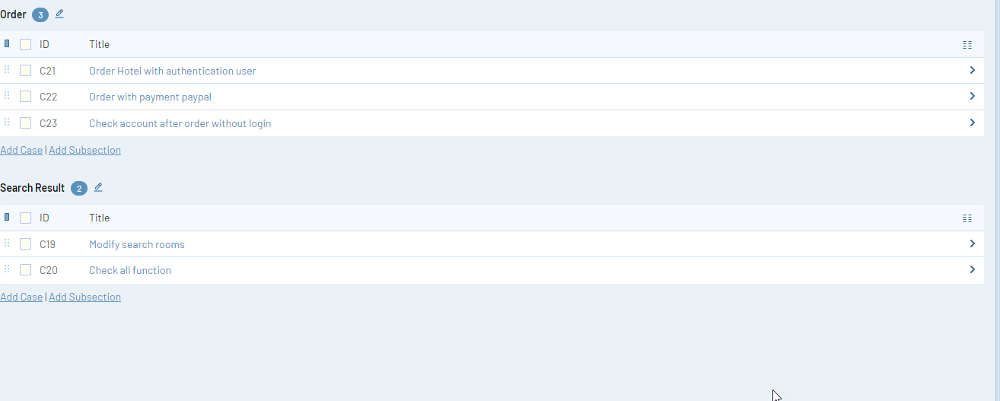 Order 3
ID Title
C21 Order Hotel with authentication user
C22 Order with payment paypal
C23 Check account after order without login
Add Case | Add Subsection
Search Result 2
ID Title
C19 Modify search rooms
C20 Check all function
Add Case | Add Subsection